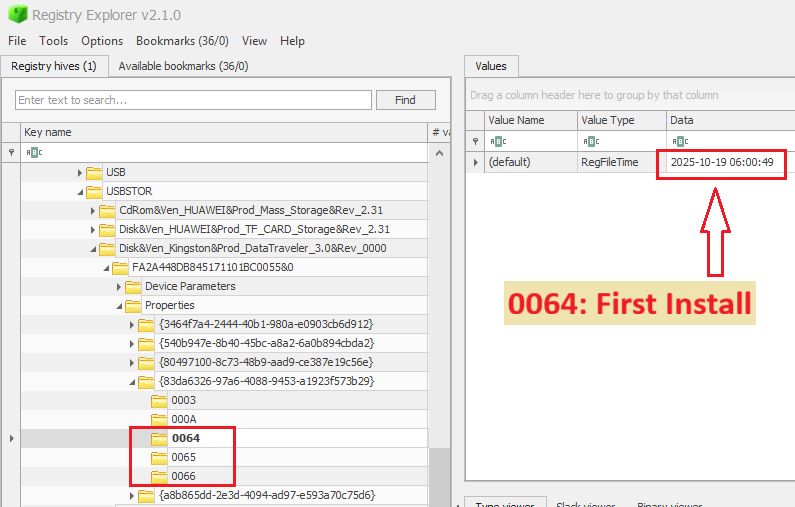 Registry Explorer v2.1.0
File Tools Options Bookmarks (36/0) View Help
Registry hives (1) Available bookmarks (36/0)
Enter text to search... Find
Key name # va
ABC
USB
USBSTOR
CdRom&Ven_HUAWEI&Prod_Mass_Storage&Rev_2.31
Disk&Ven_HUAWEI&Prod_TF_CARD_Storage&Rev_2.31
Disk&Ven_Kingston&Prod_DataTraveler_3.0&Rev_0000
FA2A448DB845171101BC0055&0
Device Parameters
Properties
{3464f7a4-2444-40b1-980a-e0903cb6d912}
{540b947e-8b40-45bc-a8a2-6a0b894cbda2}
{80497100-8c73-48b9-aad9-ce387e19c56e}
{83da6326-97a6-4088-9453-a1923f573b29}
0003
000A
0064
0065
0066
{a8b865dd-2e3d-4094-ad97-e593a70c75d6}
Values
Drag a column header here to group by that column
Value Name Value Type Data
ABC ABC ABC
(default) RegFileTime 2025-10-19 06:00:49
0064: First Install
Type viewer Slack viewer Binary viewer